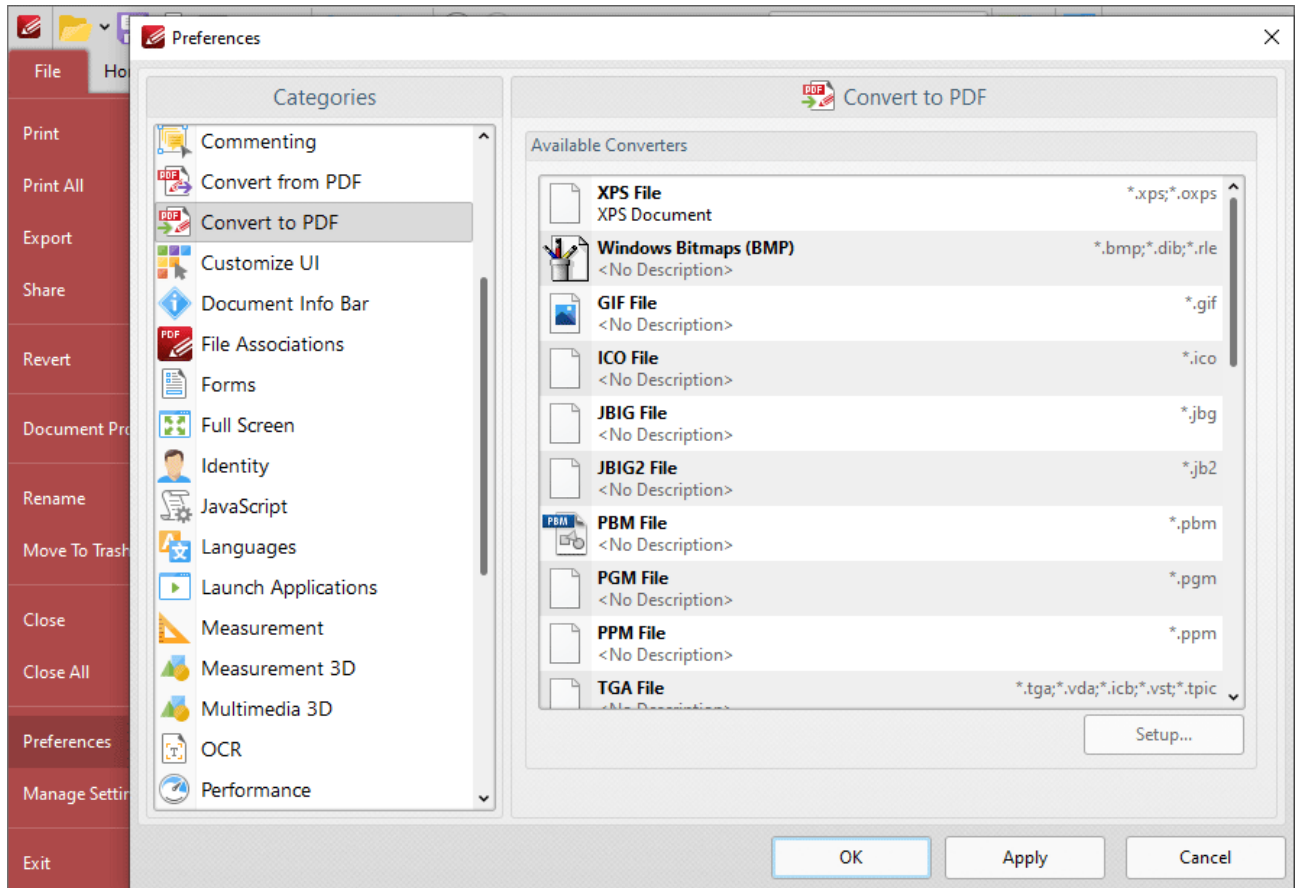 Preferences
File
Print
Print All
Export
Share
Revert
Document
Rename
Move To Trash
Close
Close All
Preferences
Manage
Exit
Categories
Commenting
Convert from PDF
Convert to PDF
Customize UI
Document Info Bar
File Associations
Forms
Full Screen
Identity
JavaScript
Languages
Launch Applications
Measurement
Measurement 3D
Multimedia 3D
OCR
Performance
Convert to PDF
Available Converters
XPS File *.xps;*.oxps
XPS Document
Windows Bitmaps (BMP) *.bmp;*.dib;*.rle
<No Description>
GIF File *.gif
<No Description>
ICO File *.ico
<No Description>
JBIG File *.jbg
<No Description>
JBIG2 File *.jb2
<No Description>
PBM
PBM File *.pbm
<No Description>
PGM File *.pgm
<No Description>
PPM File *.ppm
<No Description>
TGA File *.tga;*.vda;*.icb;*.vst;*.tpic
Setup...
OK Apply Cancel